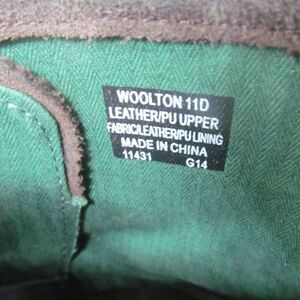 WOOLTON 11D
LEATHER/PU UPPER
FABRIC/LEATHER/PU LINING
MADE IN CHINA
11431 G14